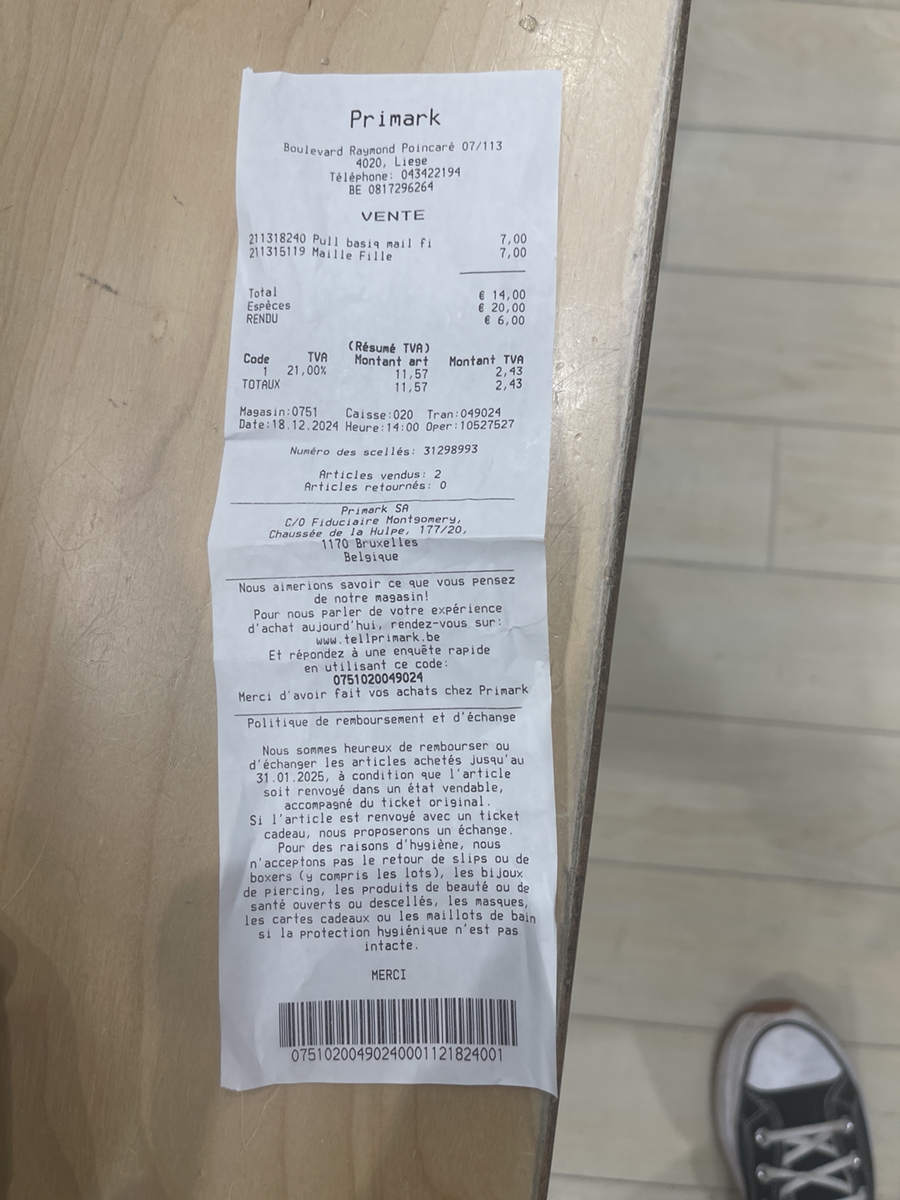 Primark
Boulevard Raymond Poincaré 07/113
4020, Liege
Téléphone: 043422194
BE 0817296264
VENTE
211318240 Pull basiq mail fi 7,00
211315119 Maille Fille 7,00
Total € 14,00
Espèces € 20,00
RENDU € 6,00
(Résumé TVA)
Code TVA Montant art Montant TVA
1 21,00% 11,57 2,43
TOTAUX 11,57 2,43
Magasin:0751 Caisse:020 Tran:049024
Date:18.12.2024 Heure:14:00 Oper:10527527
Numéro des scellés: 31298993
Articles vendus: 2
Articles retournés: 0
Primark SA
C/O Fiduciaire Montgomery,
Chaussée de la Hulpe, 177/20,
1170 Bruxelles
Belgique
Nous aimerions savoir ce que vous pensez
de notre magasin!
Pour nous parler de votre expérience
d'achat aujourd'hui, rendez-vous sur:
www.tellprimark.be
Et répondez à une enquête rapide
en utilisant ce code:
0751020049024
Merci d'avoir fait vos achats chez Primark
Politique de remboursement et d'échange
Nous sommes heureux de rembourser ou
d'échanger les articles achetés jusqu'au
31.01.2025, à condition que l'article
soit renvoyé dans un état vendable,
accompagné du ticket original.
Si l'article est renvoyé avec un ticket
cadeau, nous proposerons un échange.
Pour des raisons d'hygiène, nous
n'acceptons pas le retour de slips ou de
boxers (y compris les lots), les bijoux
de piercing, les produits de beauté ou de
santé ouverts ou descellés, les masques,
les cartes cadeaux ou les maillots de bain
si la protection hygiénique n'est pas
intacte.
MERCI
07510200490240001121824001